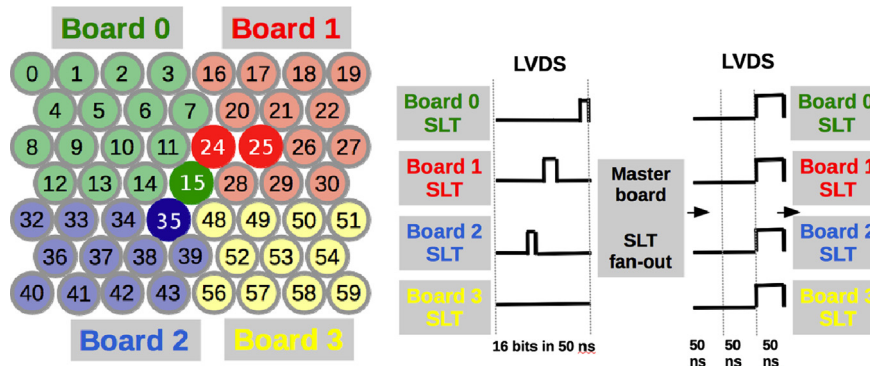 Board 0 Board 1
0 1 2 3 16 17 18 19
4 5 6 7 20 21 22
8 9 10 11 24 25 26 27
12 13 14 15 28 29 30
32 33 34 35 48 49 50 51
36 37 38 39 52 53 54
40 41 42 43 56 57 58 59
Board 2 Board 3
LVDS
Board 0
SLT
Board 1
SLT
Board 2
SLT
Board 3
SLT
16 bits in 50 ns
Master
board
SLT
fan-out
LVDS
50 50 50
ns ns ns
Board 0
SLT
Board 1
SLT
Board 2
SLT
Board 3
SLT